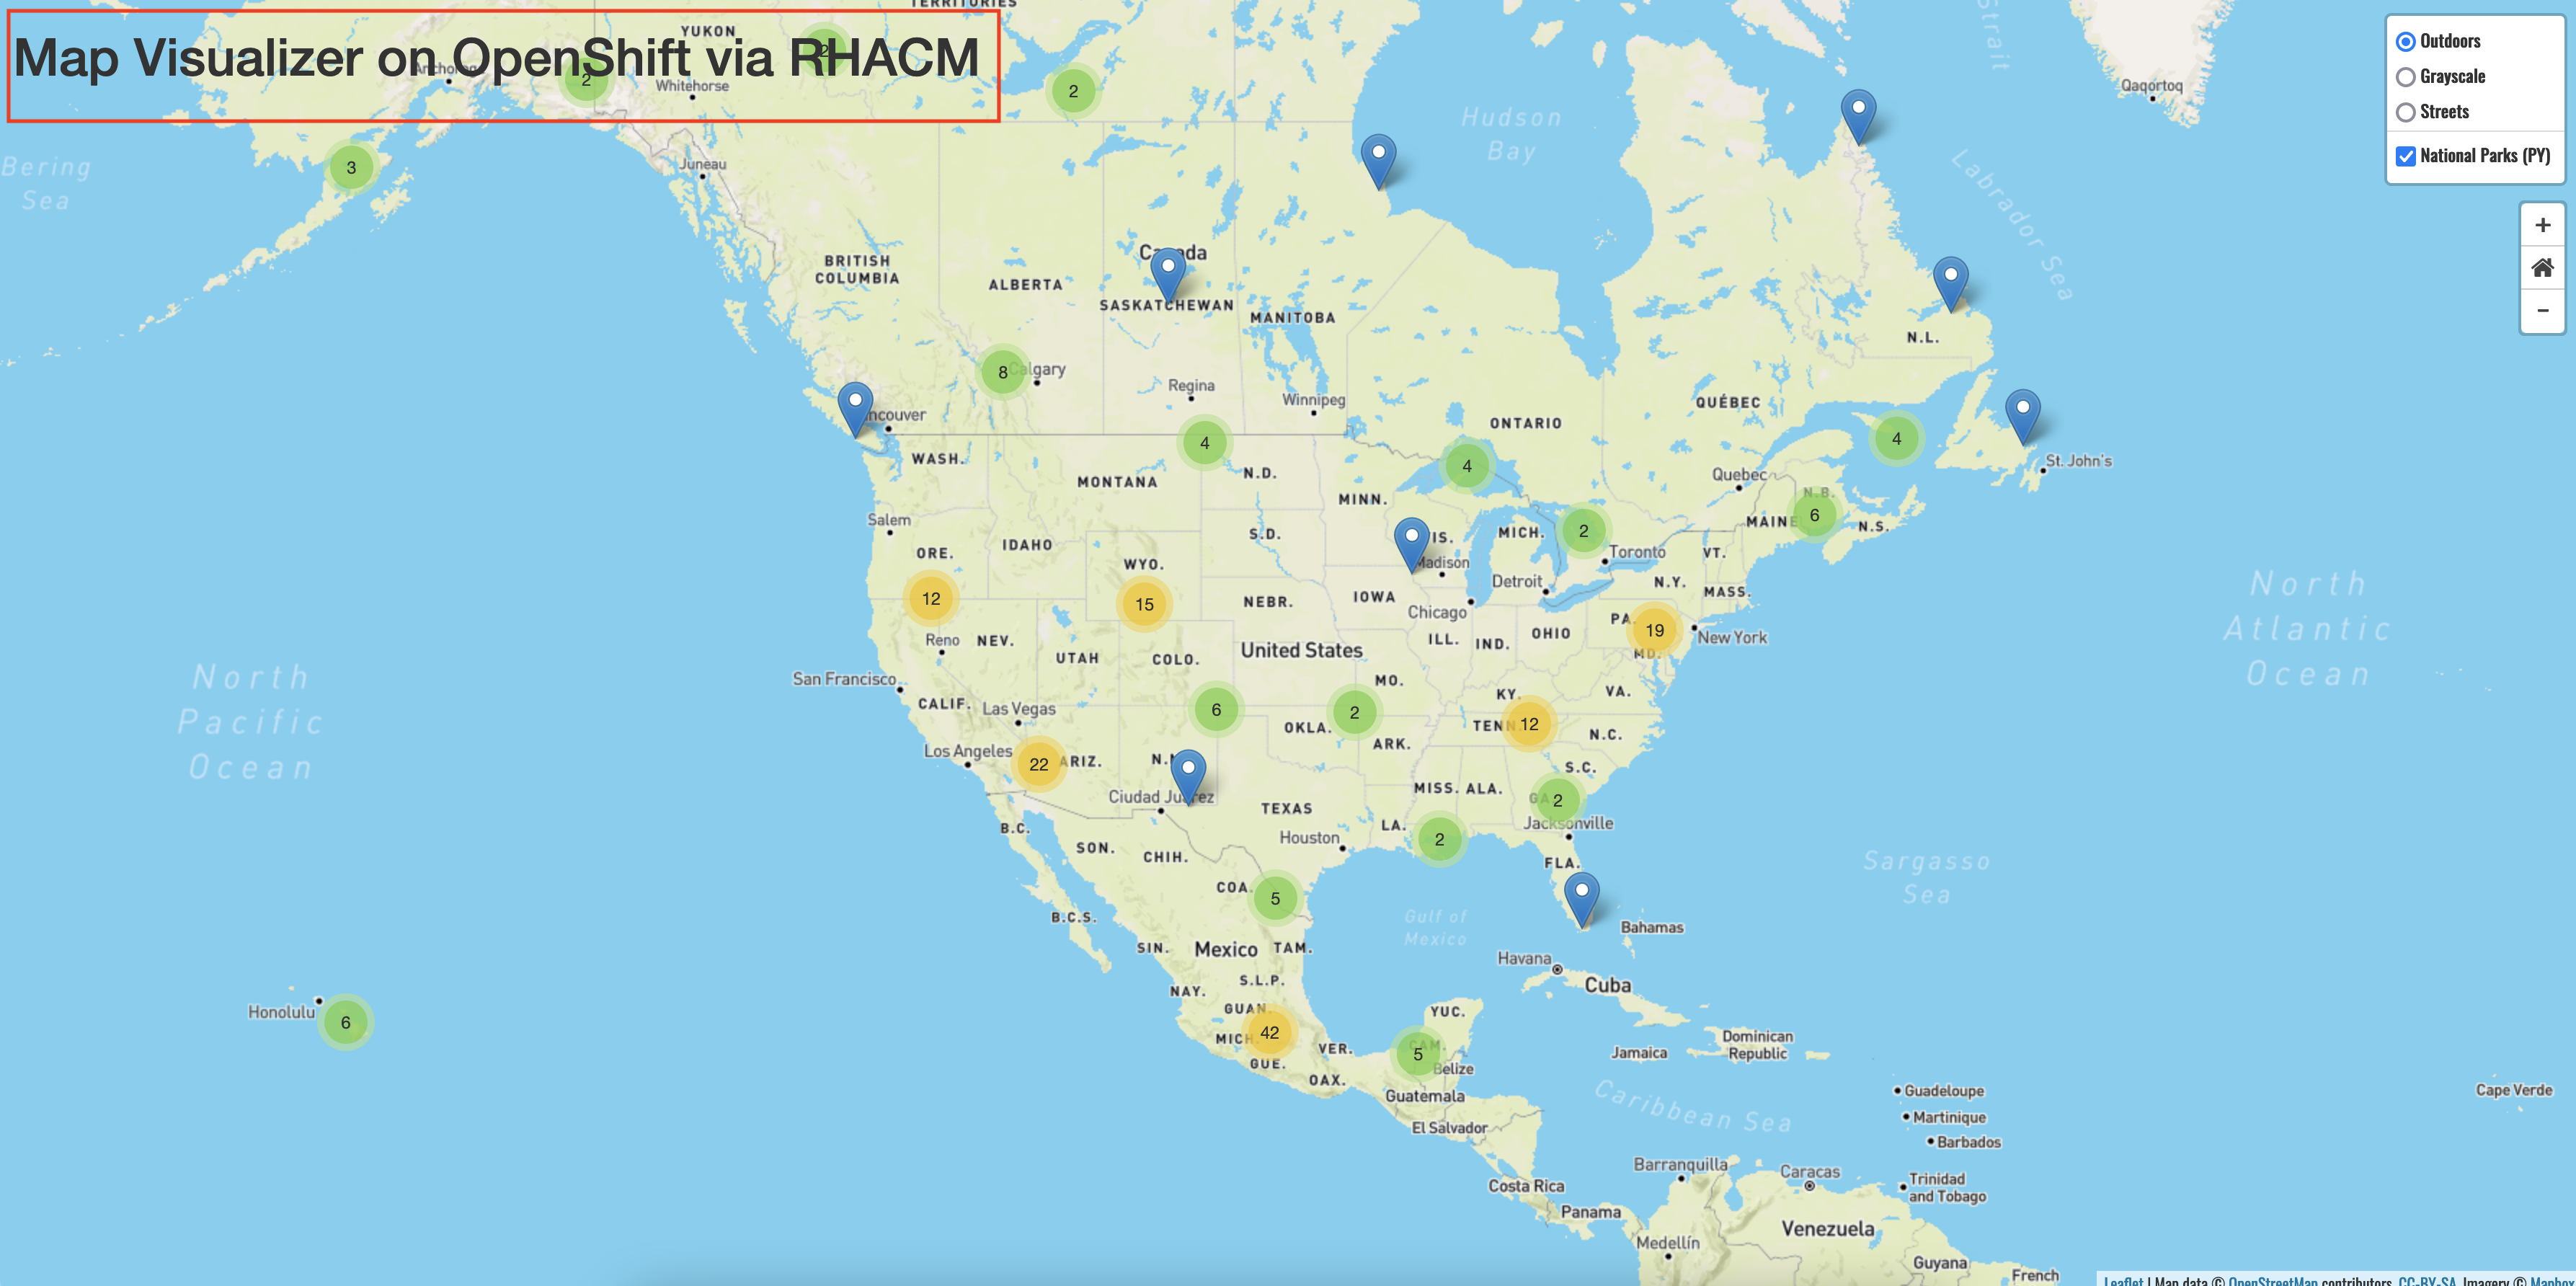 TERRITORIES
YUKON
Map Visualizer on OpenShift via RHACM
2
2
Whitehorse
2
3
Bering
Sea
Juneau
Hudson
Bay
Strait
Qaqortoq
Labrador Sea
Outdoors
Grayscale
Streets
National Parks (PY)
+
−
BRITISH
COLUMBIA
ALBERTA
SASKATCHEWAN
MANITOBA
N.L.
8
Regina
Winnipeg
ONTARIO
QUÉBEC
4
4
4
St. John's
WASH.
MONTANA
N.D.
MINN.
Quebec
N.B.
6
MAINE
N.S.
Salem
ORE.
IDAHO
S.D.
MICH.
2
Toronto
VT.
Madison
Detroit
N.Y.
MASS.
WYO.
12
15
NEBR.
IOWA
Chicago
ILL.
IND.
OHIO
PA.
19
MD.
New York
Reno
NEV.
UTAH
COLO.
United States
San Francisco
CALIF.
Las Vegas
6
MO.
2
KY.
VA.
OKLA.
ARK.
TENN
12
N.C.
Los Angeles
22
ARIZ.
S.C.
MISS.
ALA.
2
Jacksonville
Ciudad Juárez
TEXAS
Houston
LA.
2
FLA.
B.C.
SON.
CHIH.
COA.
5
B.C.S.
SIN.
Mexico
TAM.
S.L.P.
NAY.
GUAN.
42
MICH
GUE.
VER.
OAX.
YUC.
5
Belize
Guatemala
El Salvador
Gulf of
Mexico
Bahamas
Havana
Cuba
Jamaica
Dominican
Republic
Caribbean Sea
Sargasso
Sea
North
Pacific
Ocean
North
Atlantic
Ocean
Honolulu
6
Guadeloupe
Martinique
Barbados
Cape Verde
Barranquilla
Caracas
Trinidad
and Tobago
Costa Rica
Panama
Venezuela
Medellín
Guyana
French
Leaflet | Map data © OpenStreetMap contributors, CC-BY-SA, Imagery © Mapbox